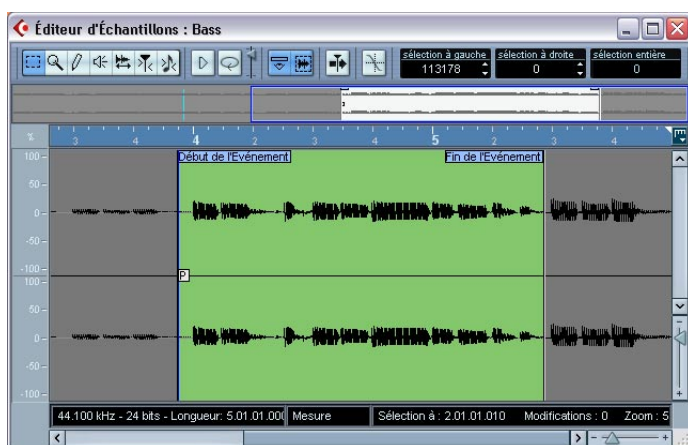 Éditeur d'Échantillons : Bass
sélection à gauche sélection à droite sélection entière
113178 0 0
% 3 4 4 2 3 4 5 2 3 4
Début de l'Evénement Fin de l'Evénement
100
50
0
-50
-100
P
100
50
0
-50
-100
44.100 kHz - 24 bits - Longueur: 5.01.01.000 Mesure Sélection à : 2.01.01.010 Modifications : 0 Zoom : 5